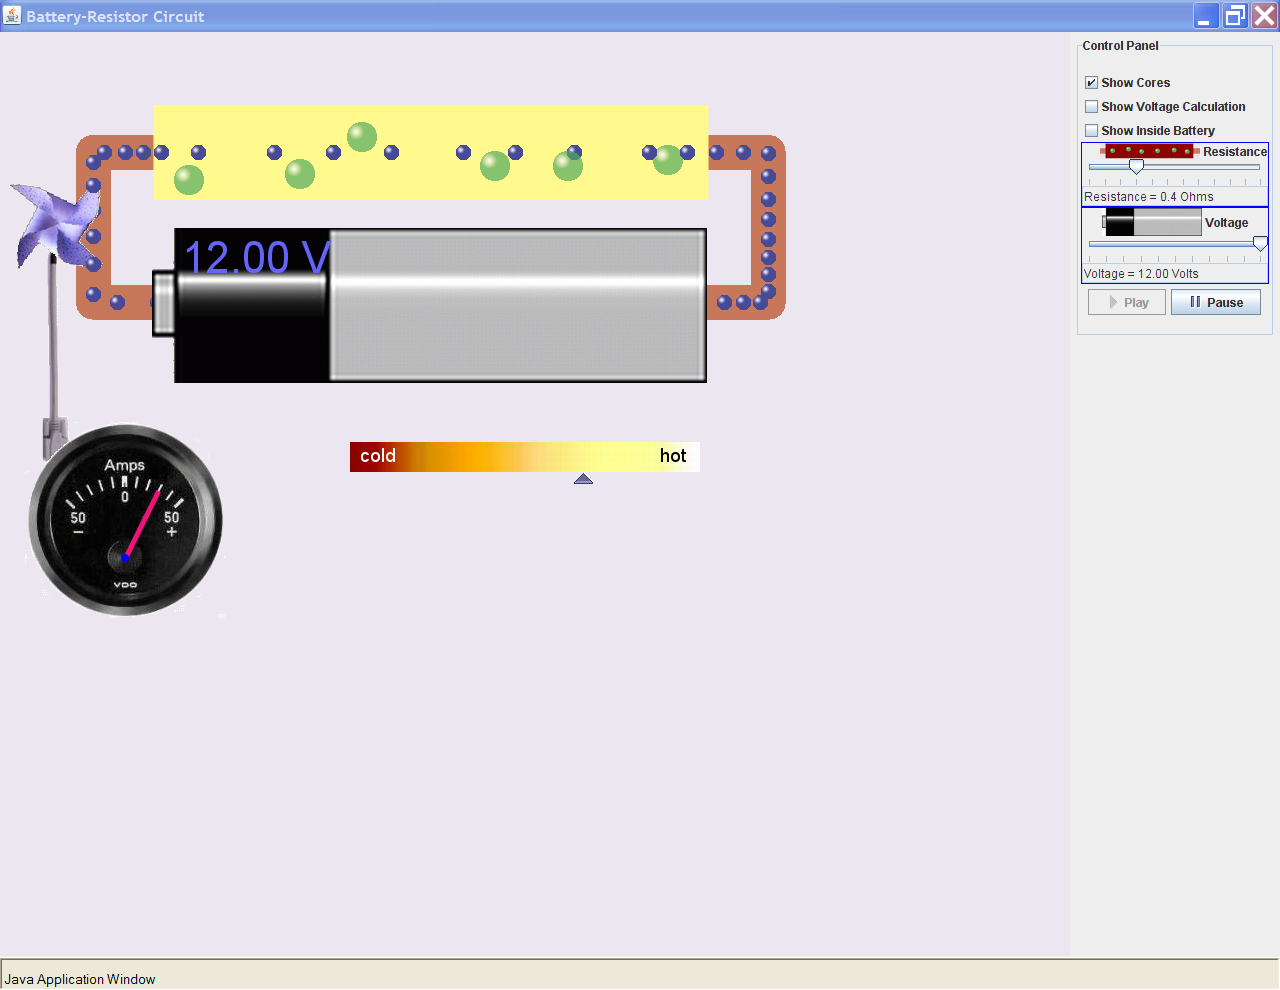 Battery-Resistor Circuit
Control Panel
Show Cores
Show Voltage Calculation
Show Inside Battery
Resistance
Resistance = 0.4 Ohms
Voltage
Voltage = 12.00 Volts
Play
Pause
12.00 V
cold
hot
Amps
0
50
50
–
+
VDO
Java Application Window